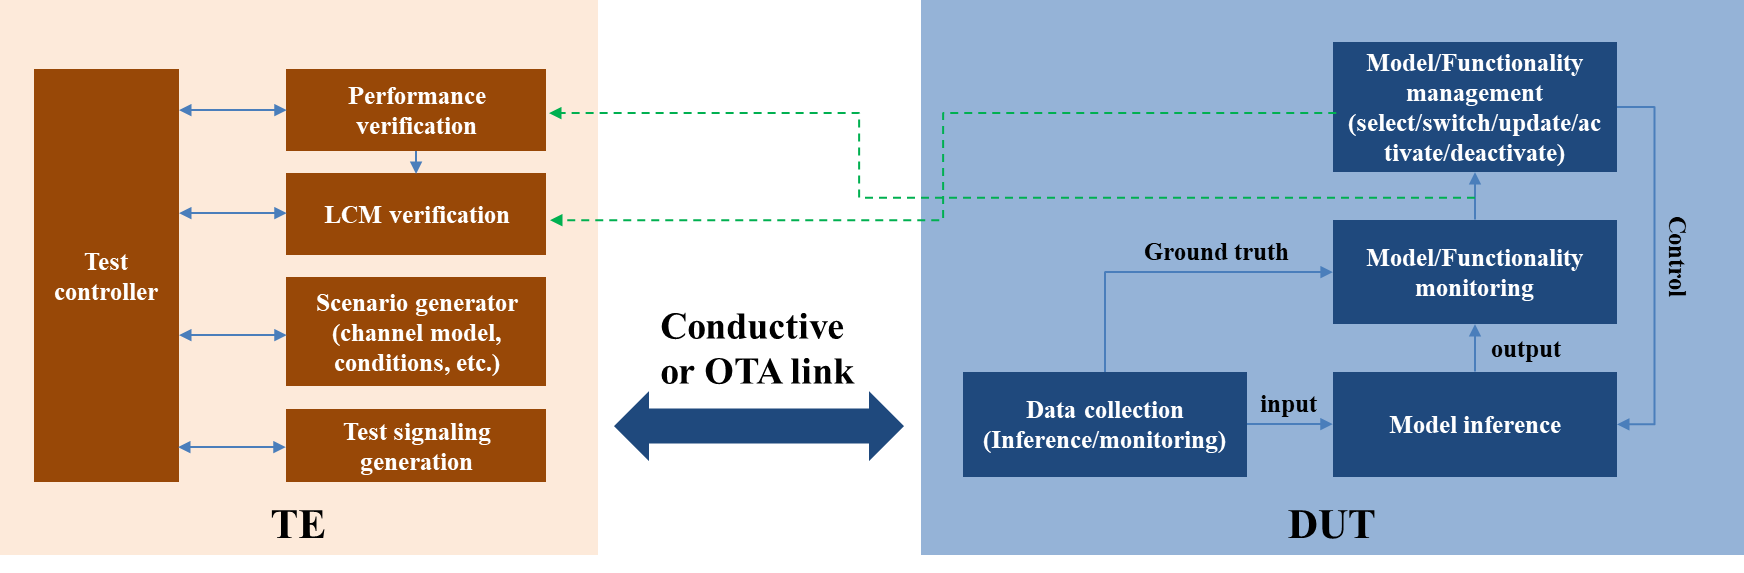 Test
controller
Performance
verification
LCM verification
Scenario generator
(channel model,
conditions, etc.)
Test signaling
generation
TE
Conductive
or OTA link
Model/Functionality
management
(select/switch/update/ac
tivate/deactivate)
Ground truth
Model/Functionality
monitoring
Control
output
Data collection
(Inference/monitoring)
input
Model inference
DUT